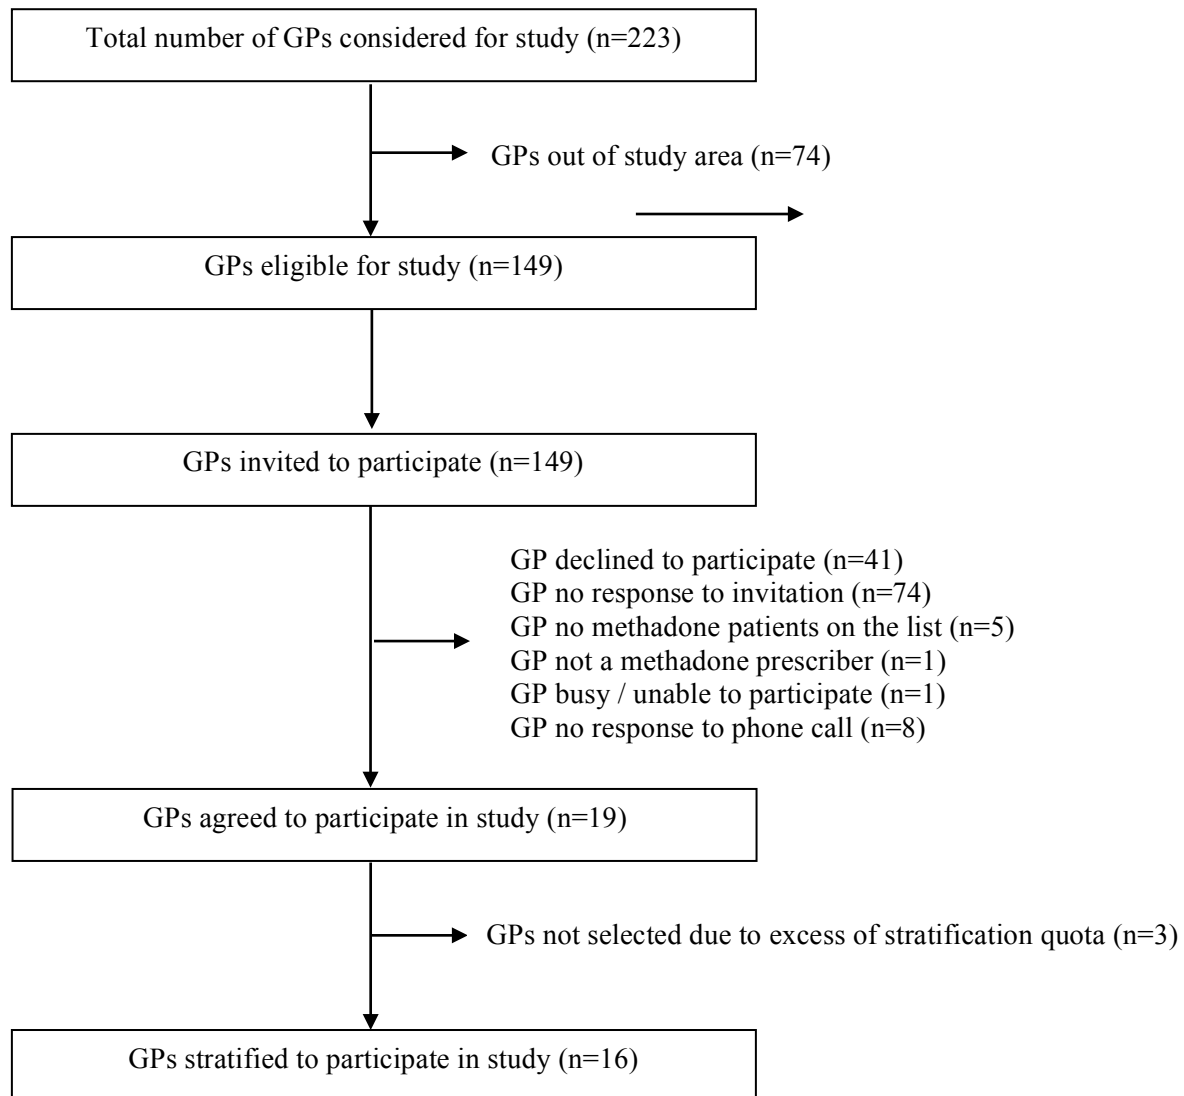 Total number of GPs considered for study (n=223)
GPs out of study area (n=74)
GPs eligible for study (n=149)
GPs invited to participate (n=149)
GP declined to participate (n=41)
GP no response to invitation (n=74)
GP no methadone patients on the list (n=5)
GP not a methadone prescriber (n=1)
GP busy / unable to participate (n=1)
GP no response to phone call (n=8)
GPs agreed to participate in study (n=19)
GPs not selected due to excess of stratification quota (n=3)
GPs stratified to participate in study (n=16)